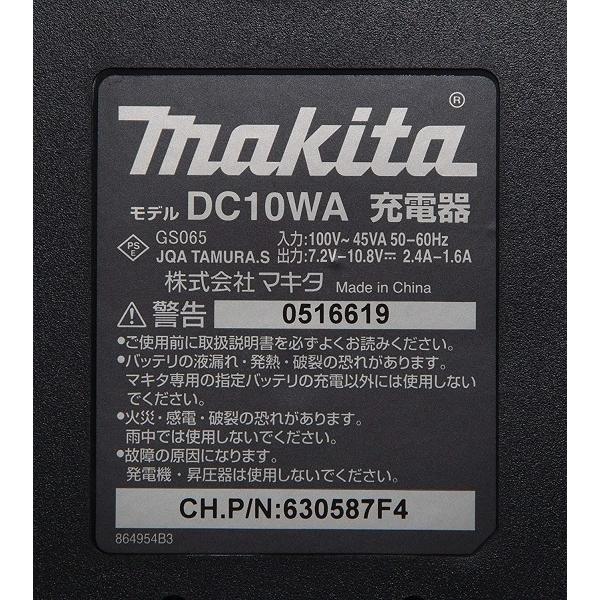 makita ®
モデル DC10WA 充電器
PSE GS065 入力:100V~ 45VA 50-60Hz
JQA TAMURA.S 出力:7.2V-10.8V⎓ 2.4A-1.6A
株式会社マキタ Made in China
⚠警告 0516619
●ご使用前に取扱説明書を必ずよくお読みください。
●バッテリの液漏れ・発熱・破裂の恐れがあります。
マキタ専用の指定バッテリの充電以外には使用しない
でください。
●火災・感電・破裂の恐れがあります。
雨中では使用しないでください。
●故障の原因になります。
発電機・昇圧器は使用しないでください。
CH.P/N:630587F4
864954B3